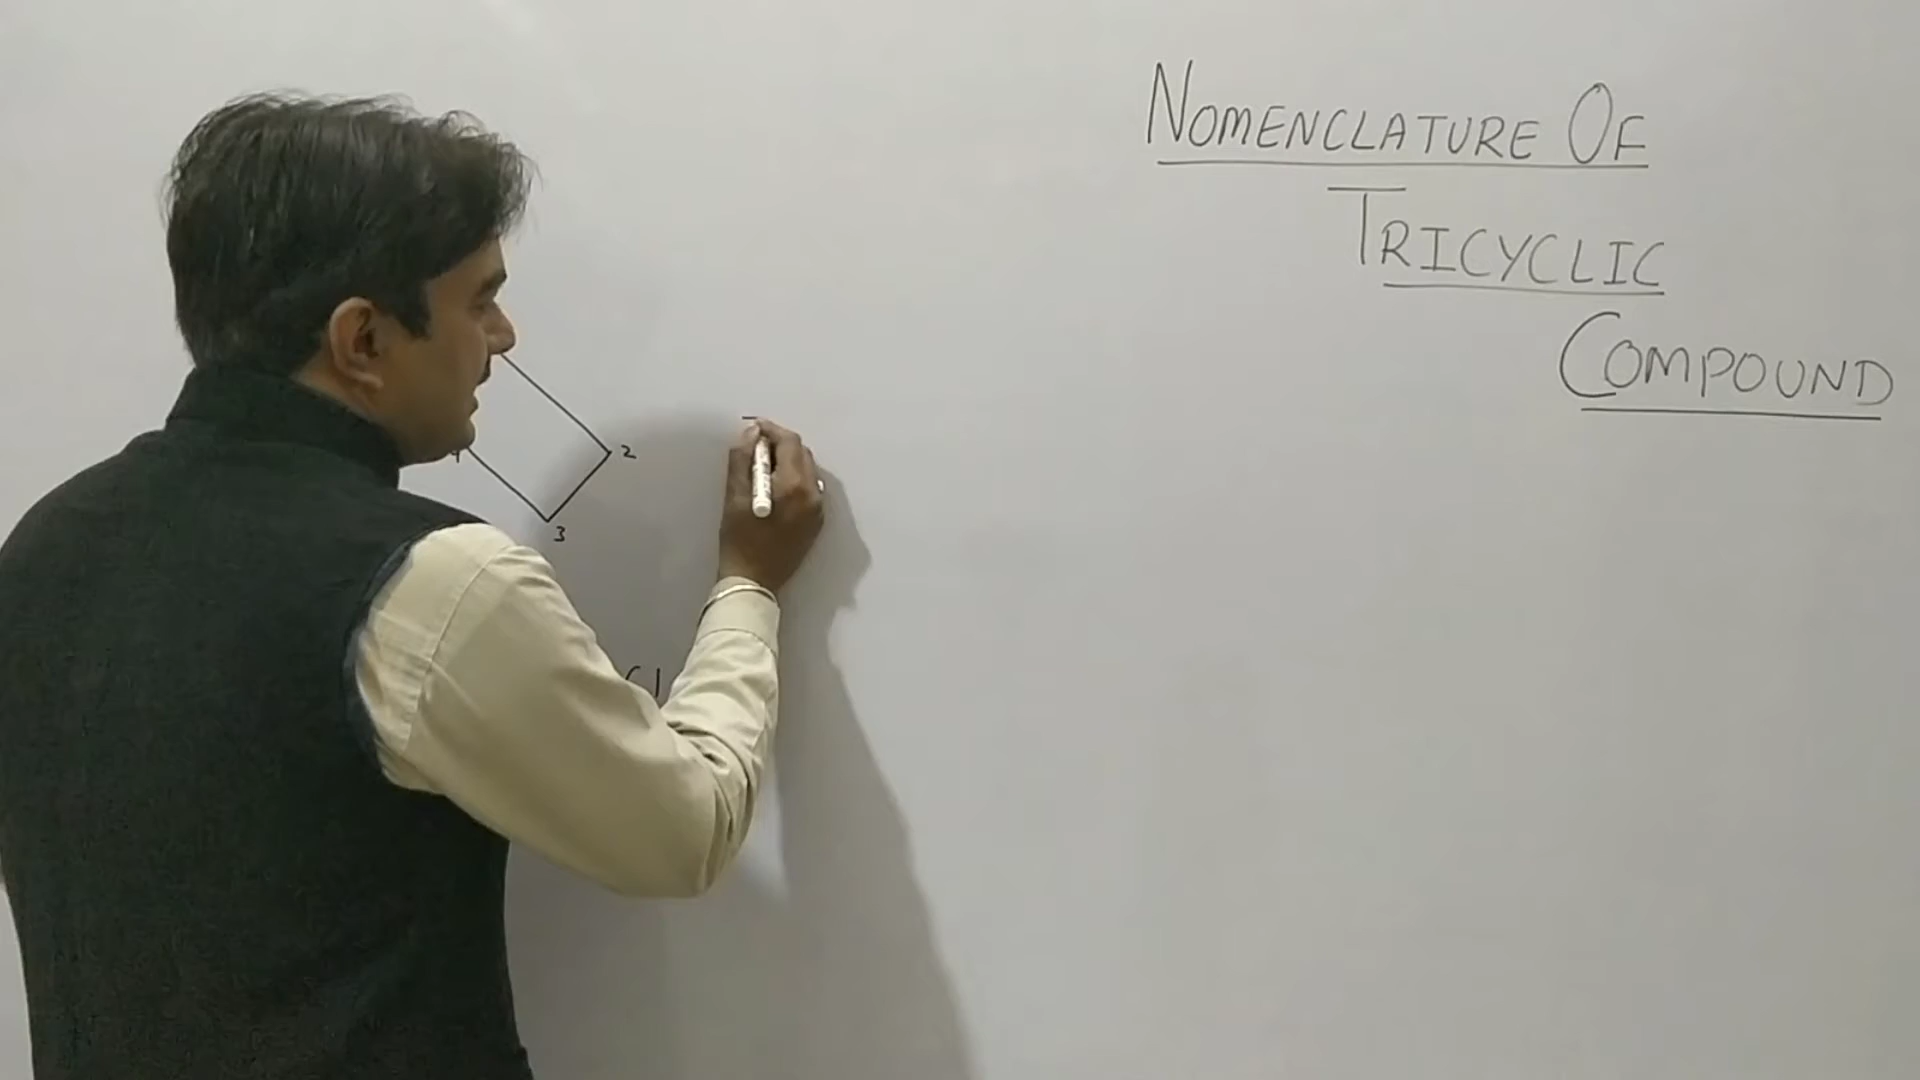 NOMENCLATURE OF
TRICYCLIC
COMPOUND
2
3